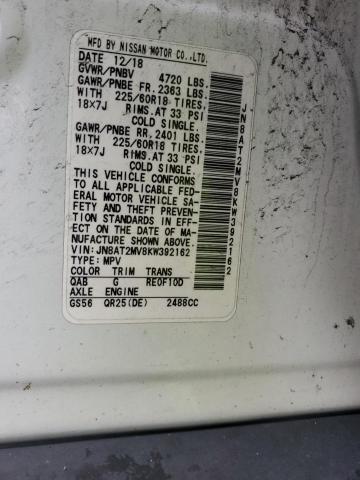 MFD BY NISSAN MOTOR CO.,LTD.
DATE 12/18
GVWR/PNBV 4720 LBS.
GAWR/PNBE FR. 2363 LBS.
WITH 225/60R18 TIRES.
18×7J RIMS.AT 33 PSI
COLD SINGLE.
GAWR/PNBE RR. 2401 LBS.
WITH 225/60R18 TIRES.
18×7J RIMS.AT 33 PSI
COLD SINGLE.
THIS VEHICLE CONFORMS
TO ALL APPLICABLE FED-
ERAL MOTOR VEHICLE SA-
FETY AND THEFT PREVEN-
TION STANDARDS IN EFF-
ECT ON THE DATE OF MA-
NUFACTURE SHOWN ABOVE.
VIN: JN8AT2MV8KW392162
TYPE: MPV
COLOR TRIM TRANS
QAB G RE0F10D
AXLE ENGINE
GS56 QR25(DE) 2488CC
JN8AT2MV8KW392162